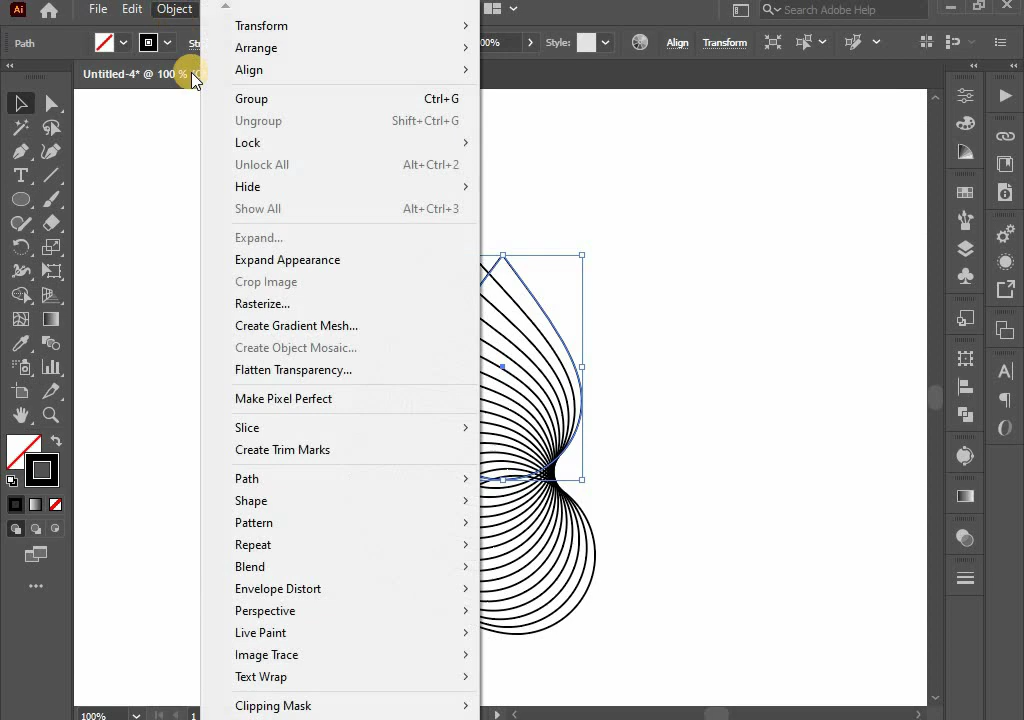 Ai File Edit Object Search Adobe Help
Path 00% Style: Align Transform
Untitled-4* @ 100 %
Transform
Arrange
Align
Group Ctrl+G
Ungroup Shift+Ctrl+G
Lock
Unlock All Alt+Ctrl+2
Hide
Show All Alt+Ctrl+3
Expand...
Expand Appearance
Crop Image
Rasterize...
Create Gradient Mesh...
Create Object Mosaic...
Flatten Transparency...
Make Pixel Perfect
Slice
Create Trim Marks
Path
Shape
Pattern
Repeat
Blend
Envelope Distort
Perspective
Live Paint
Image Trace
Text Wrap
Clipping Mask
100% 1